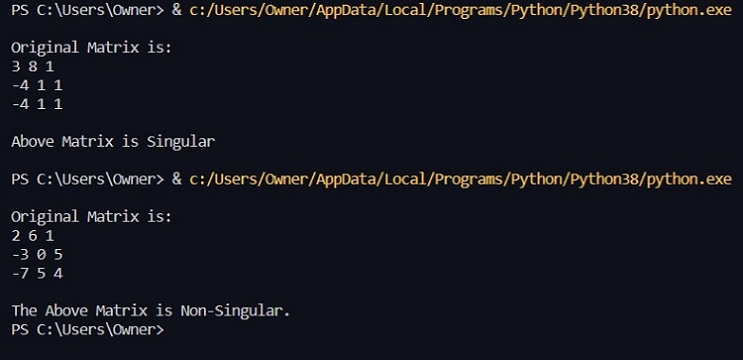 PS C:\Users\Owner> & c:/Users/Owner/AppData/Local/Programs/Python/Python38/python.exe
Original Matrix is:
3 8 1
-4 1 1
-4 1 1
Above Matrix is Singular
PS C:\Users\Owner> & c:/Users/Owner/AppData/Local/Programs/Python/Python38/python.exe
Original Matrix is:
2 6 1
-3 0 5
-7 5 4
The Above Matrix is Non-Singular.
PS C:\Users\Owner>